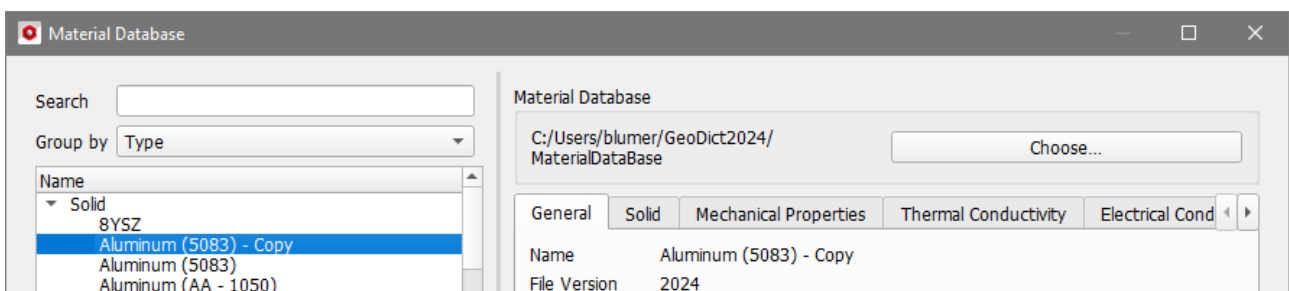 Material Database
Search
Group by Type
Name
Solid
8YSZ
Aluminum (5083) - Copy
Aluminum (5083)
Aluminum (AA - 1050)
Material Database
C:/Users/blumer/GeoDict2024/
MaterialDataBase
Choose...
General Solid Mechanical Properties Thermal Conductivity Electrical Cond
Name Aluminum (5083) - Copy
File Version 2024